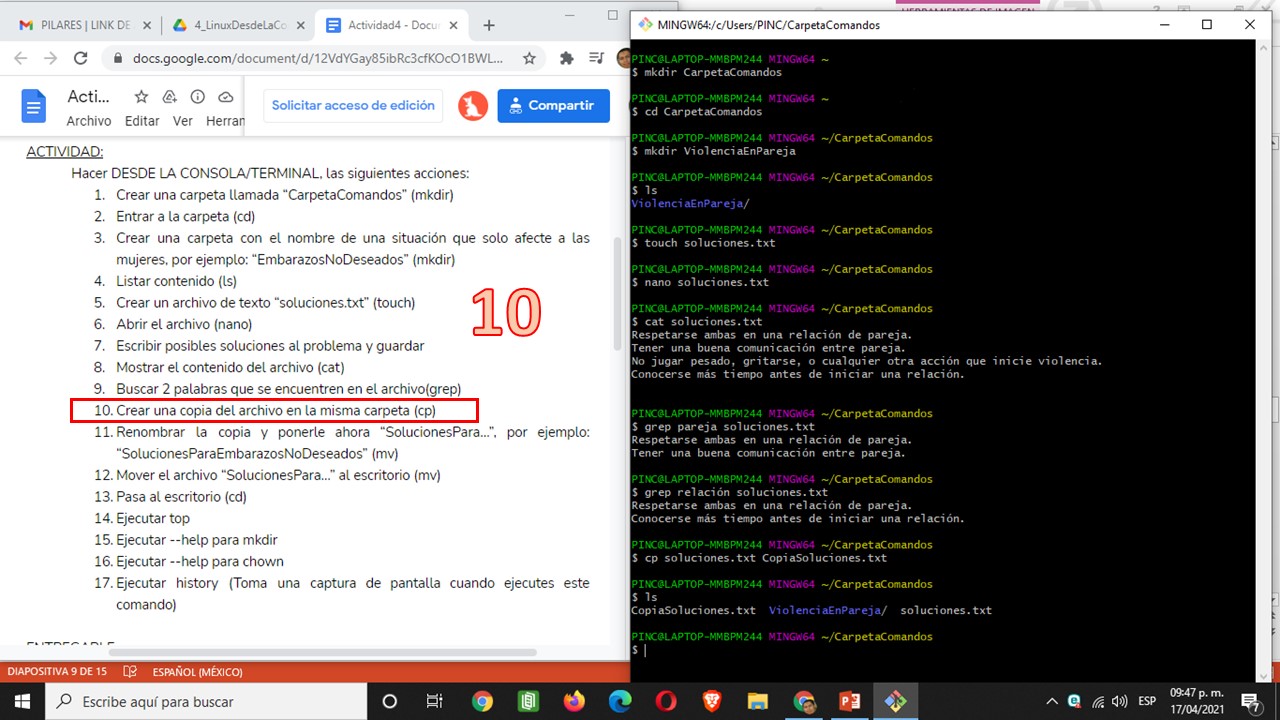 PILARES | LINK DE
Actividad4 - Docume
docs.google.com/document/d/12VdYGay85ibRc3cfKOcO1BWL...
Acti...
Solicitar acceso de edición
Compartir
Archivo Editar Ver Herran
ACTIVIDAD:
Hacer DESDE LA CONSOLA/TERMINAL, las siguientes acciones:
1. Crear una carpeta llamada “CarpetaComandos” (mkdir)
2. Entrar a la carpeta (cd)
3. Crear una carpeta con el nombre de una situación que solo afecte a las
mujeres, por ejemplo: “EmbarazosNoDeseados” (mkdir)
4. Listar contenido (ls)
5. Crear un archivo de texto “soluciones.txt” (touch)
6. Abrir el archivo (nano)
7. Escribir posibles soluciones al problema y guardar
8. Mostrar el contenido del archivo (cat)
9. Buscar 2 palabras que se encuentren en el archivo(grep)
10. Crear una copia del archivo en la misma carpeta (cp)
11. Renombrar la copia y ponerle ahora “SolucionesPara...”, por ejemplo:
“SolucionesParaEmbarazosNoDeseados” (mv)
12. Mover el archivo “SolucionesPara...” al escritorio (mv)
13. Pasa al escritorio (cd)
14. Ejecutar top
15. Ejecutar --help para mkdir
16. Ejecutar --help para chown
17. Ejecutar history (Toma una captura de pantalla cuando ejecutes este
comando)
10
DIAPOSITIVA 9 DE 15 ESPAÑOL (MÉXICO)
HERRAMIENTAS DE IMAGEN
MINGW64:/c/Users/PINC/CarpetaComandos
PINC@LAPTOP-MMBPM244 MINGW64 ~
$ mkdir CarpetaComandos
PINC@LAPTOP-MMBPM244 MINGW64 ~
$ cd CarpetaComandos
PINC@LAPTOP-MMBPM244 MINGW64 ~/CarpetaComandos
$ mkdir ViolenciaEnPareja
PINC@LAPTOP-MMBPM244 MINGW64 ~/CarpetaComandos
$ ls
ViolenciaEnPareja/
PINC@LAPTOP-MMBPM244 MINGW64 ~/CarpetaComandos
$ touch soluciones.txt
PINC@LAPTOP-MMBPM244 MINGW64 ~/CarpetaComandos
$ nano soluciones.txt
PINC@LAPTOP-MMBPM244 MINGW64 ~/CarpetaComandos
$ cat soluciones.txt
Respetarse ambas en una relación de pareja.
Tener una buena comunicación entre pareja.
No jugar pesado, gritarse, o cualquier otra acción que inicie violencia.
Conocerse más tiempo antes de iniciar una relación.
PINC@LAPTOP-MMBPM244 MINGW64 ~/CarpetaComandos
$ grep pareja soluciones.txt
Respetarse ambas en una relación de pareja.
Tener una buena comunicación entre pareja.
PINC@LAPTOP-MMBPM244 MINGW64 ~/CarpetaComandos
$ grep relación soluciones.txt
Respetarse ambas en una relación de pareja.
Conocerse más tiempo antes de iniciar una relación.
PINC@LAPTOP-MMBPM244 MINGW64 ~/CarpetaComandos
$ cp soluciones.txt CopiaSoluciones.txt
PINC@LAPTOP-MMBPM244 MINGW64 ~/CarpetaComandos
$ ls
CopiaSoluciones.txt ViolenciaEnPareja/ soluciones.txt
PINC@LAPTOP-MMBPM244 MINGW64 ~/CarpetaComandos
$
Escribe aquí para buscar
ESP
09:47 p. m.
17/04/2021
7